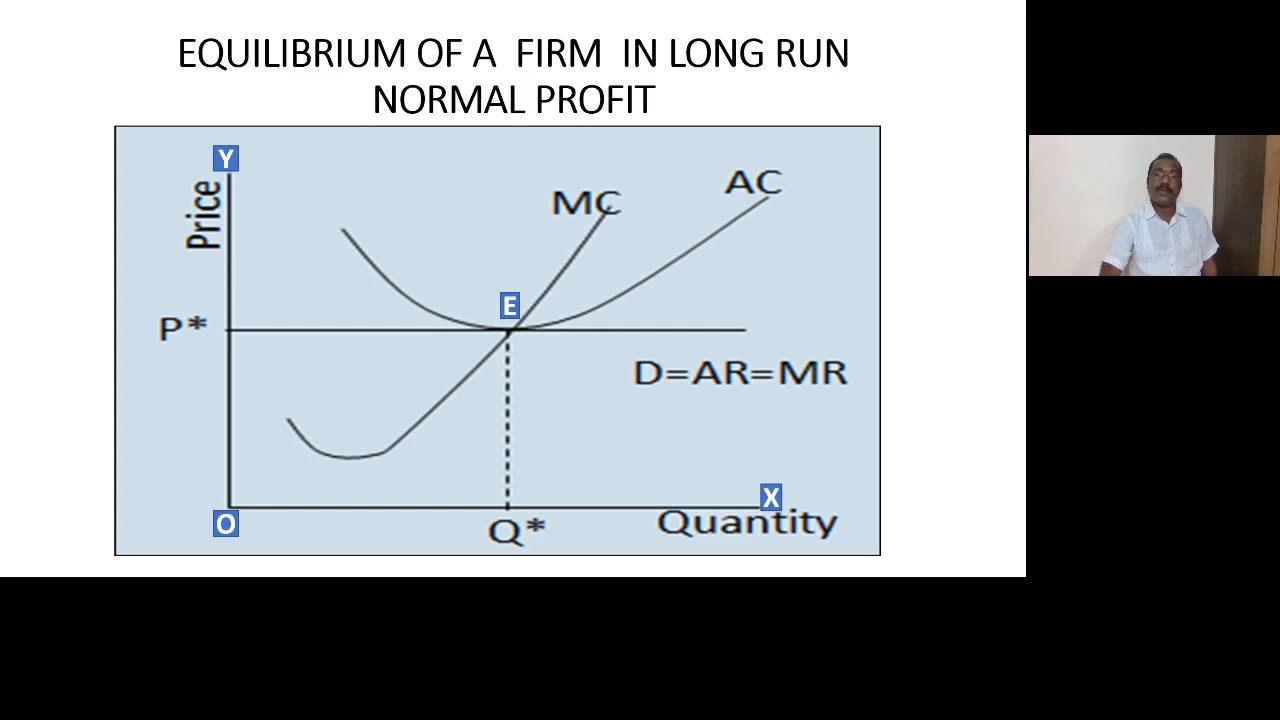 EQUILIBRIUM OF A FIRM IN LONG RUN
NORMAL PROFIT
Y
Price
MC
AC
E
P*
D=AR=MR
O
Q*
X
Quantity